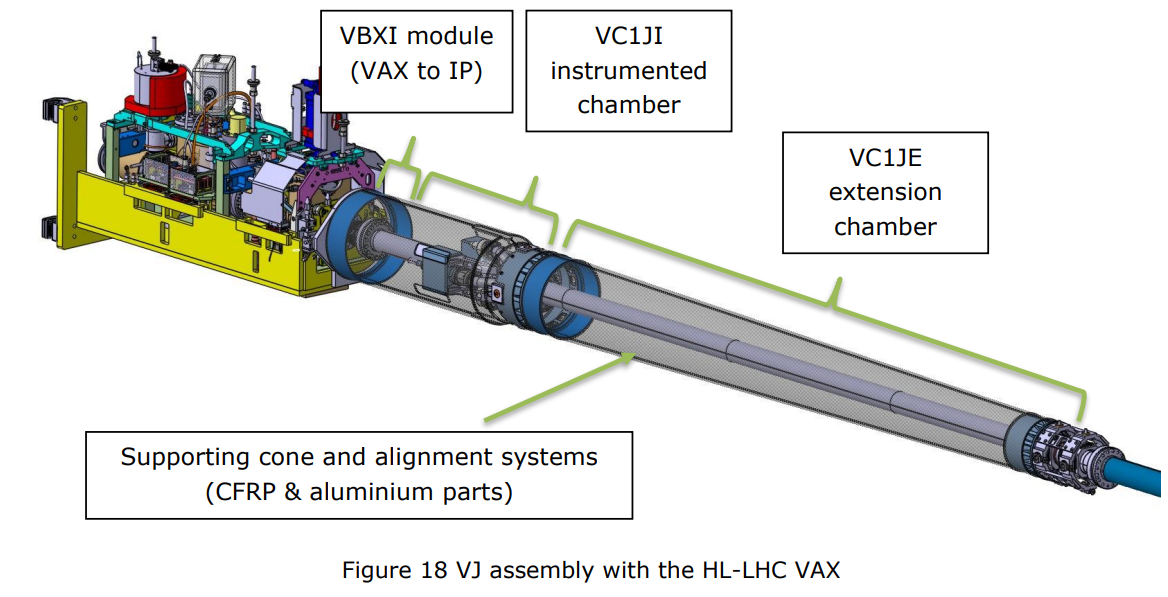 VBXI module
(VAX to IP)
VC1JI
instrumented
chamber
VC1JE
extension
chamber
Supporting cone and alignment systems
(CFRP & aluminium parts)
Figure 18 VJ assembly with the HL-LHC VAX